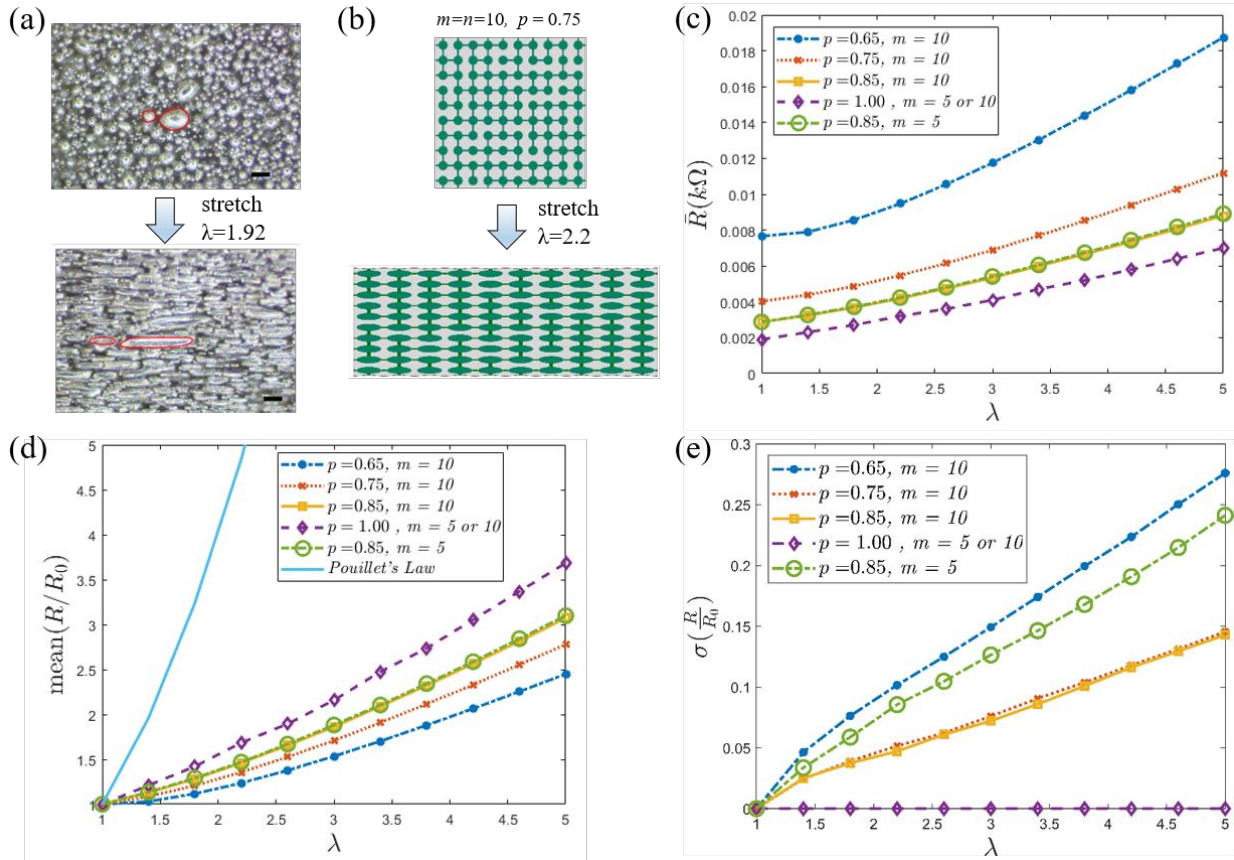 (a)
stretch
λ=1.92
(b)
m=n=10, p = 0.75
stretch
λ=2.2
(c)
0.02
0.018
0.016
0.014
0.012
0.01
0.008
0.006
0.004
0.002
0
R̄(kΩ)
p = 0.65, m = 10
p = 0.75, m = 10
p = 0.85, m = 10
p = 1.00 , m = 5 or 10
p = 0.85, m = 5
1 1.5 2 2.5 3 3.5 4 4.5 5
λ
(d)
5
4.5
4
3.5
3
2.5
2
1.5
1
mean(R/R₀)
p = 0.65, m = 10
p = 0.75, m = 10
p = 0.85, m = 10
p = 1.00 , m = 5 or 10
p = 0.85, m = 5
Pouillet's Law
1 1.5 2 2.5 3 3.5 4 4.5 5
λ
(e)
0.3
0.25
0.2
0.15
0.1
0.05
0
σ(R/R₀)
p = 0.65, m = 10
p = 0.75, m = 10
p = 0.85, m = 10
p = 1.00 , m = 5 or 10
p = 0.85, m = 5
1 1.5 2 2.5 3 3.5 4 4.5 5
λ